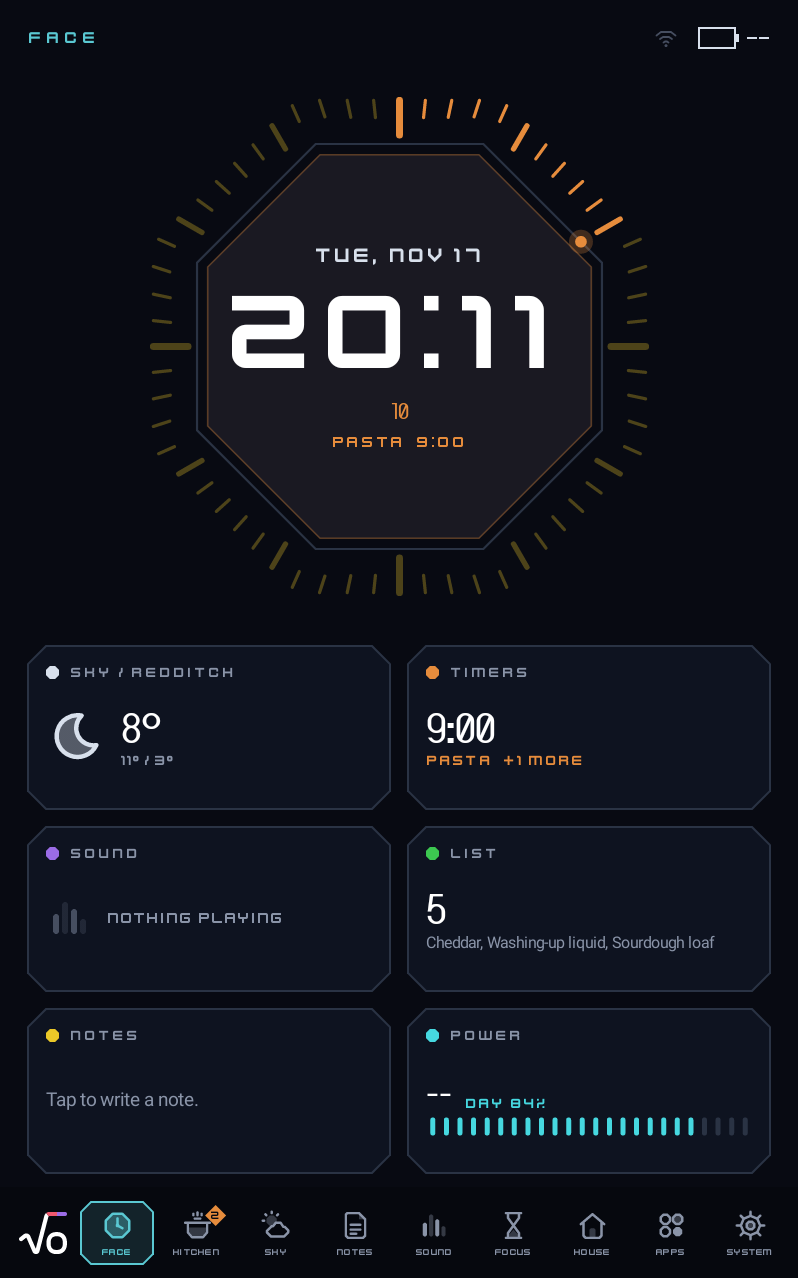 FACE
--
TUE, NOV 17
20:11
10
PASTA 9:00
SKY / REDDITCH
8°
11° / 3°
TIMERS
9:00
PASTA +1 MORE
SOUND
NOTHING PLAYING
LIST
5
Cheddar, Washing-up liquid, Sourdough loaf
NOTES
Tap to write a note.
POWER
-- DAY 84%
√o
FACE
2
KITCHEN
SKY
NOTES
SOUND
FOCUS
HOUSE
APPS
SYSTEM